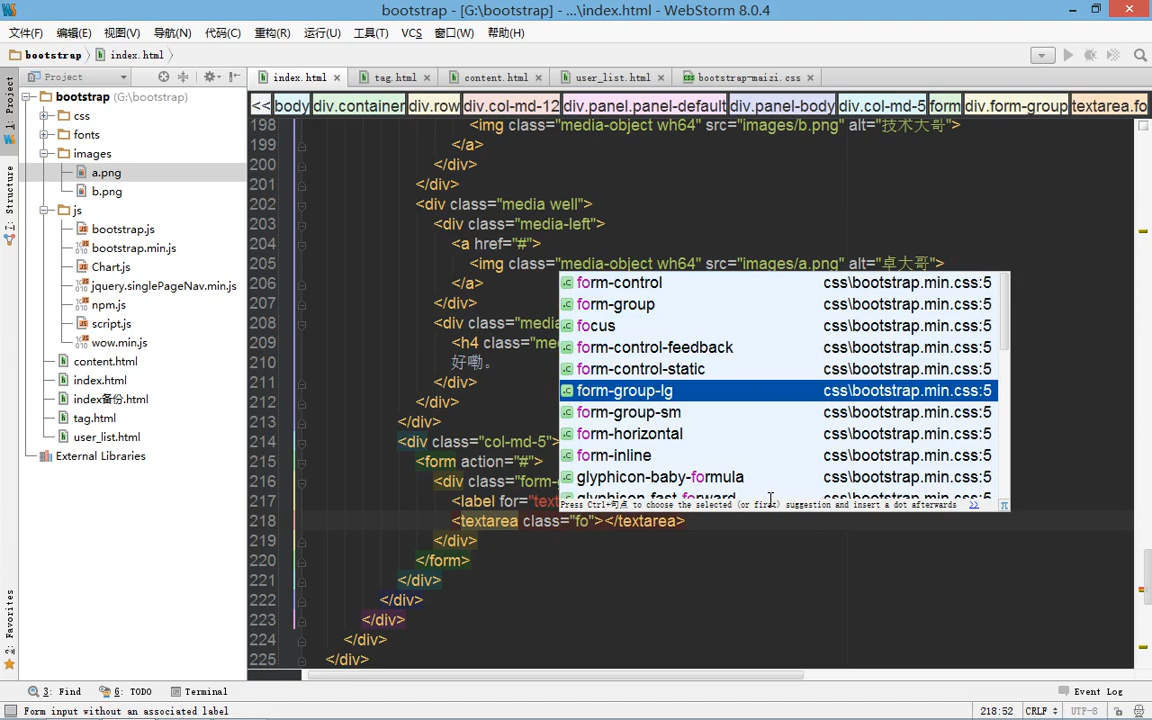 bootstrap - [G:\bootstrap] - ...\index.html - WebStorm 8.0.4
文件(F) 编辑(E) 视图(V) 导航(N) 代码(C) 重构(R) 运行(U) 工具(T) VCS 窗口(W) 帮助(H)
bootstrap index.html
Project
index.html tag.html content.html user_list.html bootstrap-maizi.css
<< body div.container div.row div.col-md-12 div.panel.panel-default div.panel-body div.col-md-5 form div.form-group textarea.fo
1: Project
7: Structure
2: Favorites
bootstrap (G:\bootstrap)
css
fonts
images
a.png
b.png
js
bootstrap.js
bootstrap.min.js
Chart.js
jquery.singlePageNav.min.js
npm.js
script.js
wow.min.js
content.html
index.html
index备份.html
tag.html
user_list.html
External Libraries
198 <img class="media-object wh64" src="images/b.png" alt="技术大哥">
199 </a>
200 </div>
201 </div>
202 <div class="media well">
203 <div class="media-left">
204 <a href="#">
205 <img class="media-object wh64" src="images/a.png" alt="卓大哥">
206 </a>
207 </div>
208 <div class="media
209 <h4 class="med
210 好嘞。
211 </div>
212 </div>
213 </div>
214 <div class="col-md-5">
215 <form action="#">
216 <div class="form-g
217 <label for="text
218 <textarea class="fo"></textarea>
219 </div>
220 </form>
221 </div>
222 </div>
223 </div>
224 </div>
225 </div>
form-control css\bootstrap.min.css:5
form-group css\bootstrap.min.css:5
focus css\bootstrap.min.css:5
form-control-feedback css\bootstrap.min.css:5
form-control-static css\bootstrap.min.css:5
form-group-lg css\bootstrap.min.css:5
form-group-sm css\bootstrap.min.css:5
form-horizontal css\bootstrap.min.css:5
form-inline css\bootstrap.min.css:5
glyphicon-baby-formula css\bootstrap.min.css:5
glyphicon-fast-forward css\bootstrap.min.css:5
Press Ctrl+句点 to choose the selected (or first) suggestion and insert a dot afterwards >> π
3: Find 6: TODO Terminal Event Log
Form input without an associated label 218:52 CRLF UTF-8